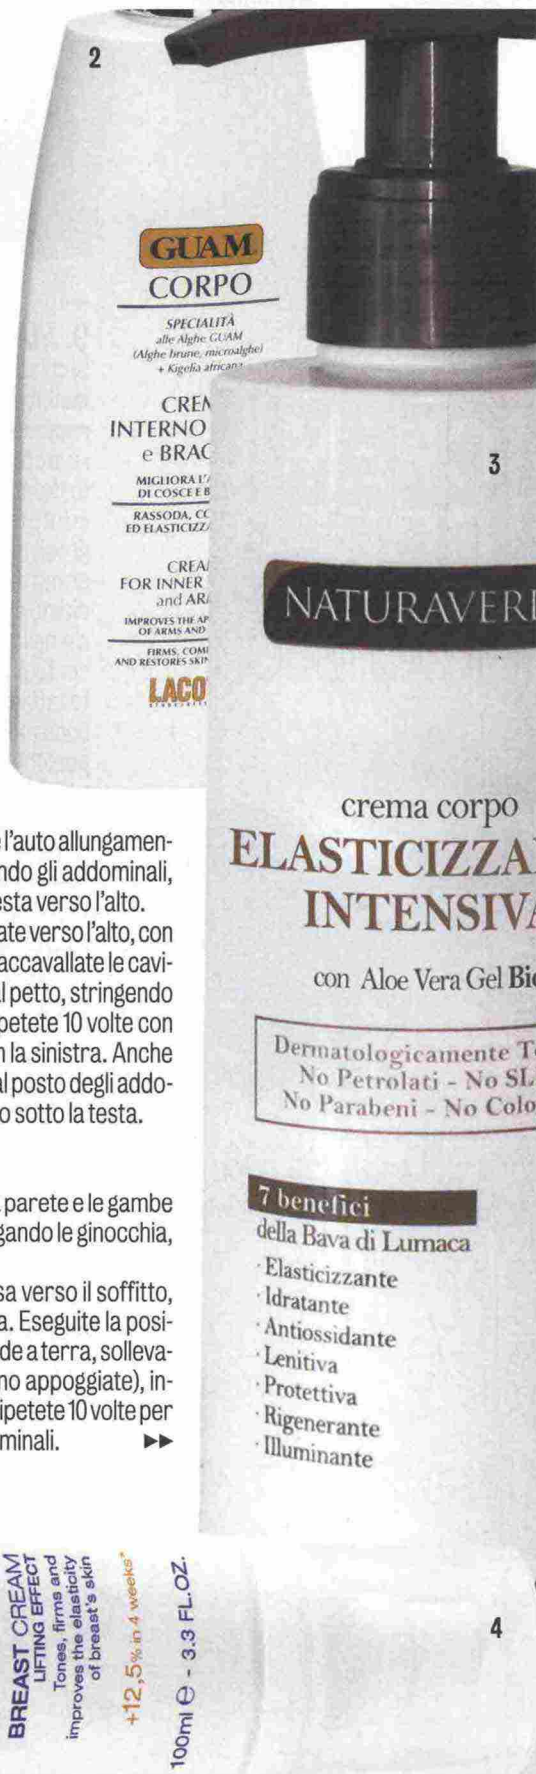 2
GUAM
CORPO
SPECIALITÀ
alle Alghe GUAM
(Alghe brune, microalghe)
+ Kigelia africana
CREM
INTERNO
e BRAC
MIGLIORA L'A
DI COSCE E B
RASSODA, CO
ED ELASTICIZZA
CREA
FOR INNER
and AR
IMPROVES THE AP
OF ARMS AND
FIRMS, COM
AND RESTORES SKIN
LACO
3
NATURAVER
crema corpo
ELASTICIZZA
INTENSIVA
con Aloe Vera Gel Bio
Dermatologicamente Te
No Petrolati - No SL
No Parabeni - No Colo
7 benefici
della Bava di Lumaca
· Elasticizzante
· Idratante
· Antiossidante
· Lenitiva
· Protettiva
· Rigenerante
· Illuminante
l'auto allungamen-
ndo gli addominali,
esta verso l'alto.
ate verso l'alto, con
accavallate le cavi-
l petto, stringendo
petete 10 volte con
n la sinistra. Anche
al posto degli addo-
o sotto la testa.
parete e le gambe
gando le ginocchia,
sa verso il soffitto,
a. Eseguite la posi-
de a terra, solleva-
no appoggiate), in-
ipetete 10 volte per
minali. ▶▶
BREAST CREAM
LIFTING EFFECT
Tones, firms and
improves the elasticity
of breast's skin
+12,5% in 4 weeks*
100ml ℮ - 3.3 FL.OZ.
4